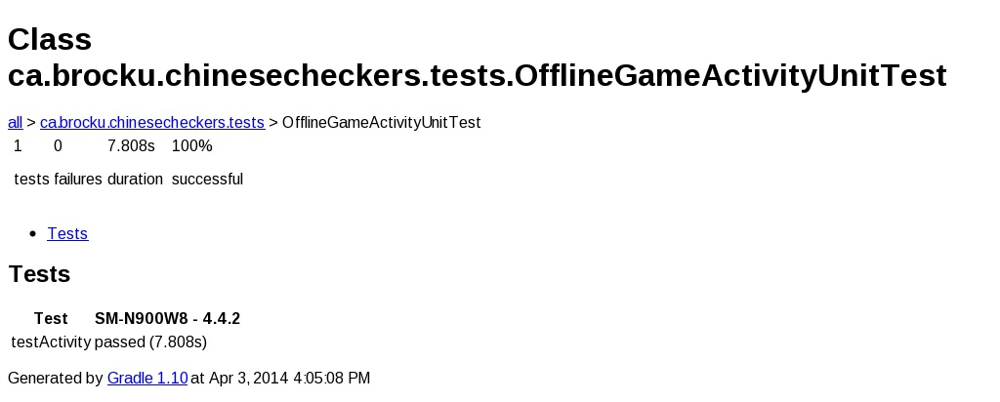 Class
ca.brocku.chinesecheckers.tests.OfflineGameActivityUnitTest
all > ca.brocku.chinesecheckers.tests > OfflineGameActivityUnitTest
1 0 7.808s 100%
tests failures duration successful
• Tests
Tests
Test SM-N900W8 - 4.4.2
testActivity passed (7.808s)
Generated by Gradle 1.10 at Apr 3, 2014 4:05:08 PM